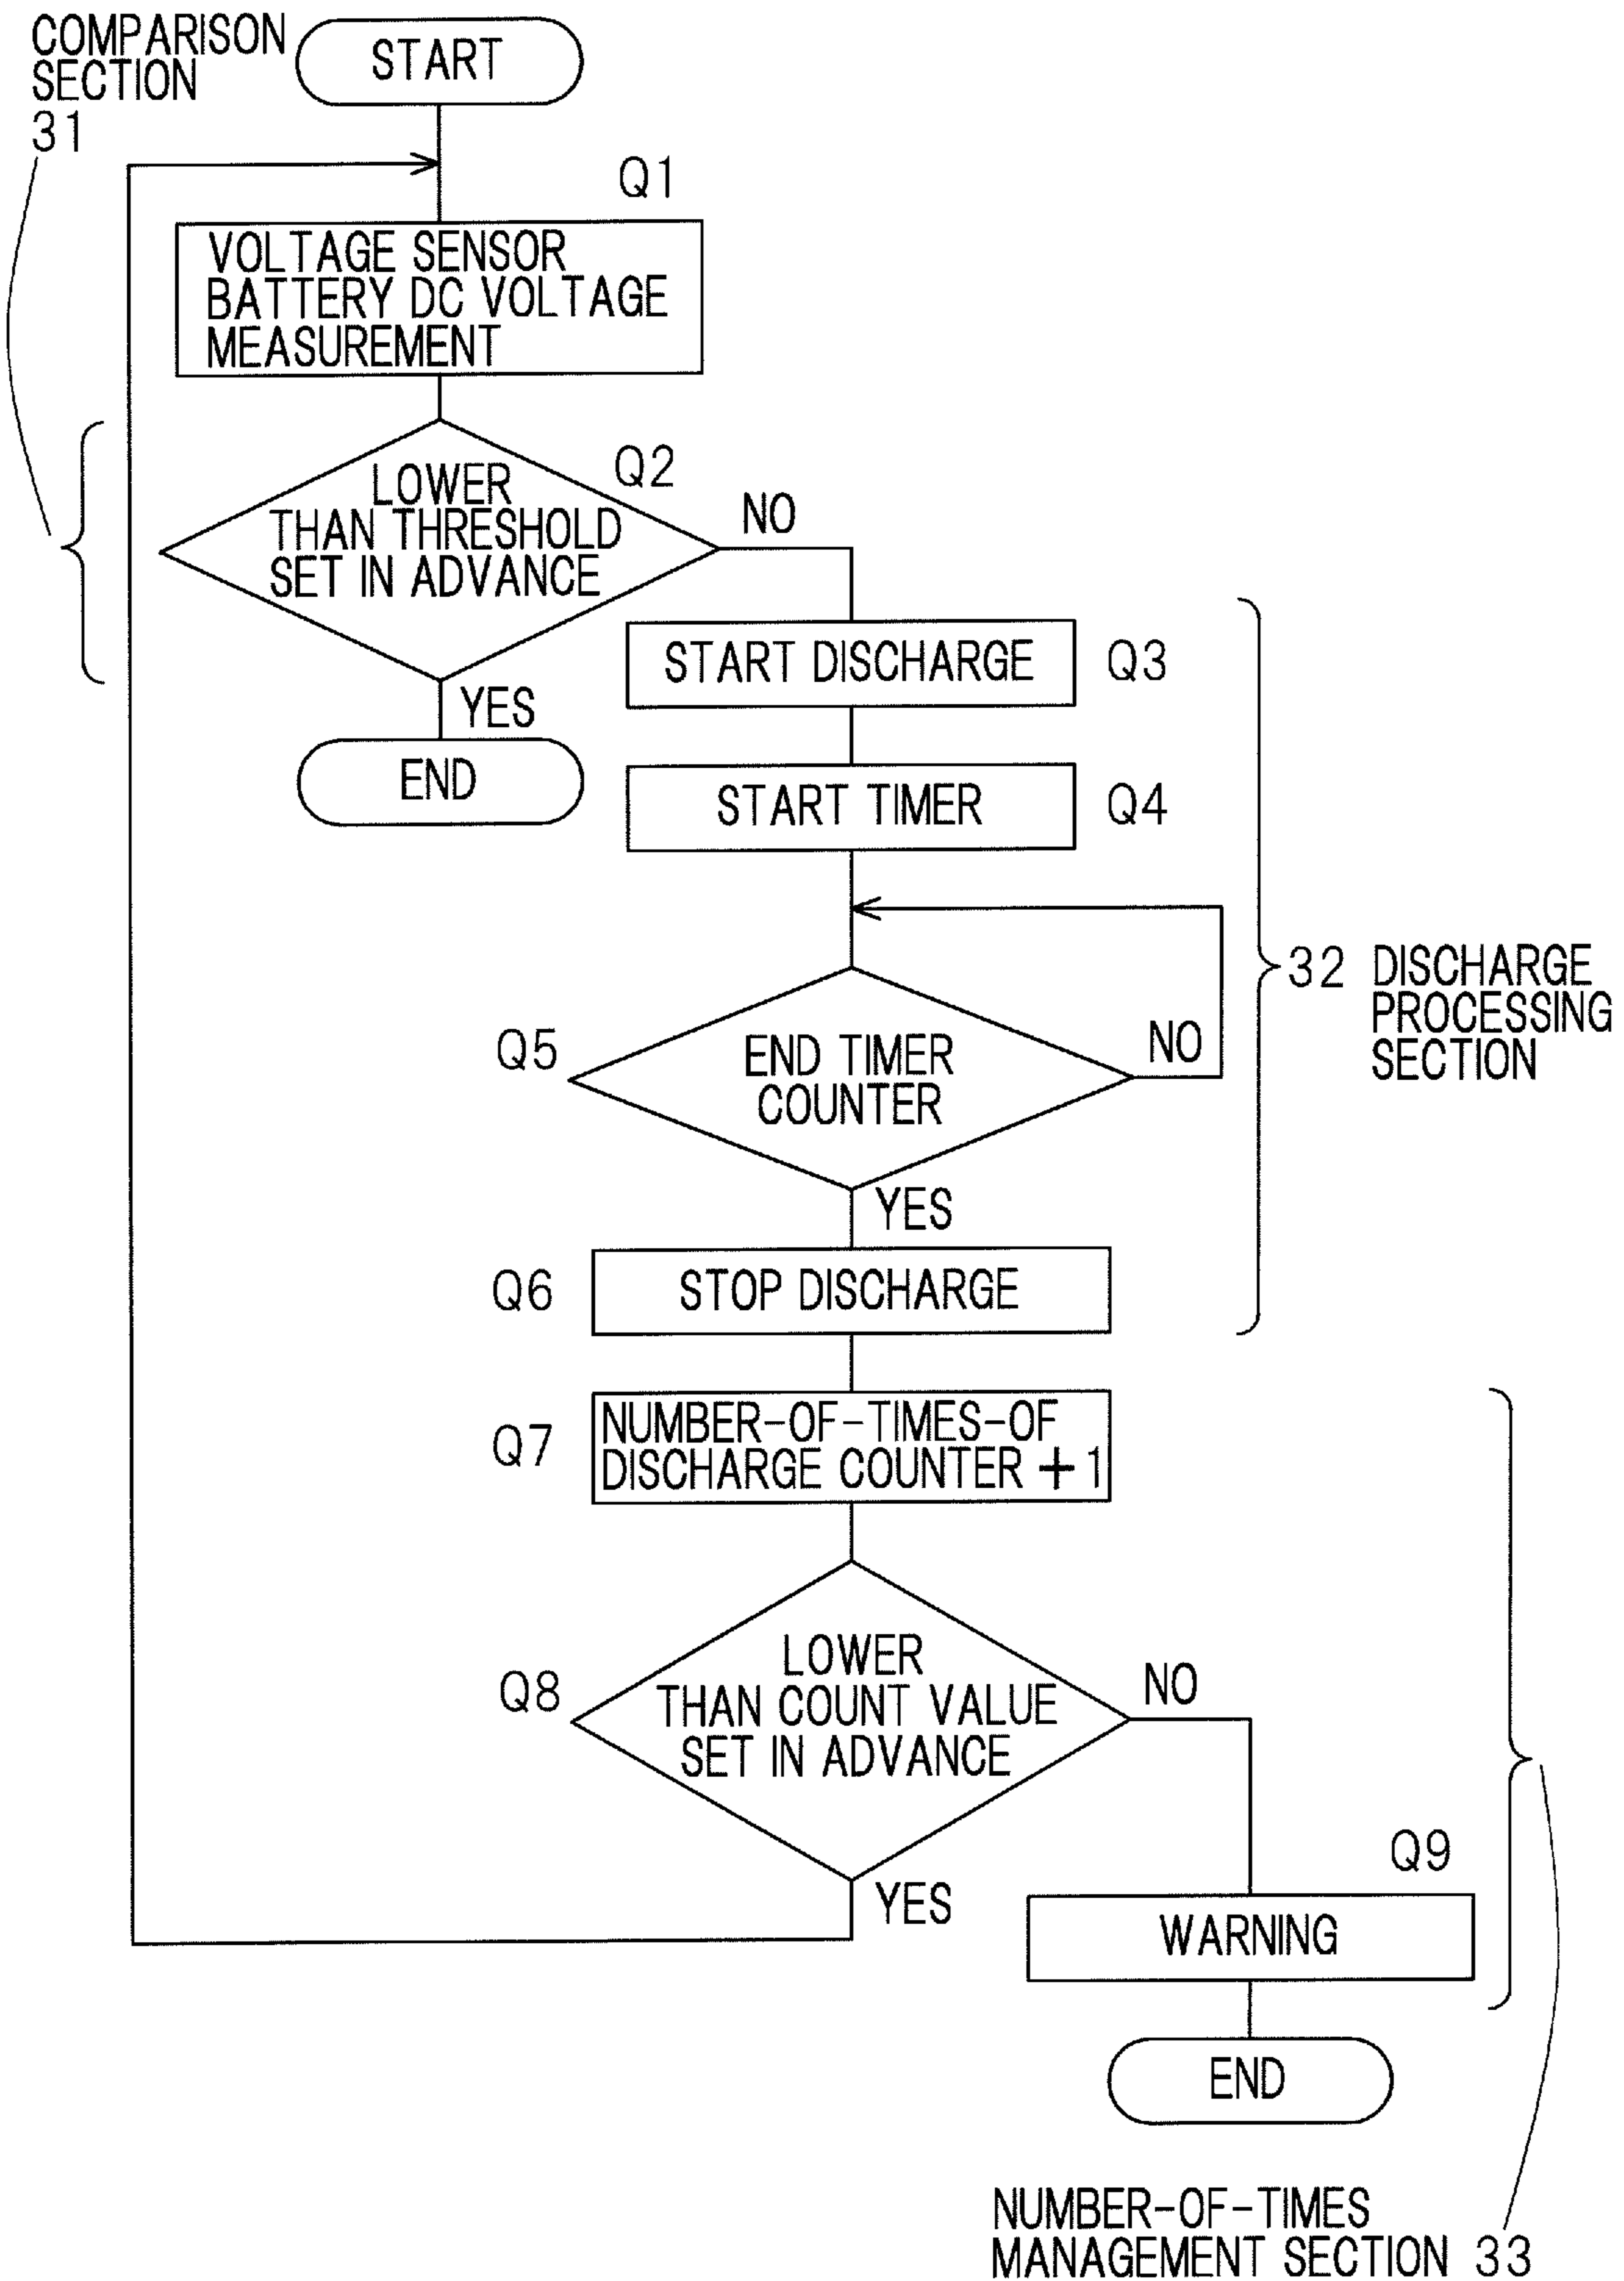 COMPARISON
SECTION
31
START
Q1
VOLTAGE SENSOR
BATTERY DC VOLTAGE
MEASUREMENT
Q2
LOWER
THAN THRESHOLD
SET IN ADVANCE
NO
YES
END
START DISCHARGE
Q3
START TIMER
Q4
Q5
END TIMER
COUNTER
NO
YES
32 DISCHARGE
PROCESSING
SECTION
Q6
STOP DISCHARGE
Q7
NUMBER-OF-TIMES-OF
DISCHARGE COUNTER +1
Q8
LOWER
THAN COUNT VALUE
SET IN ADVANCE
NO
YES
Q9
WARNING
END
NUMBER-OF-TIMES
MANAGEMENT SECTION 33